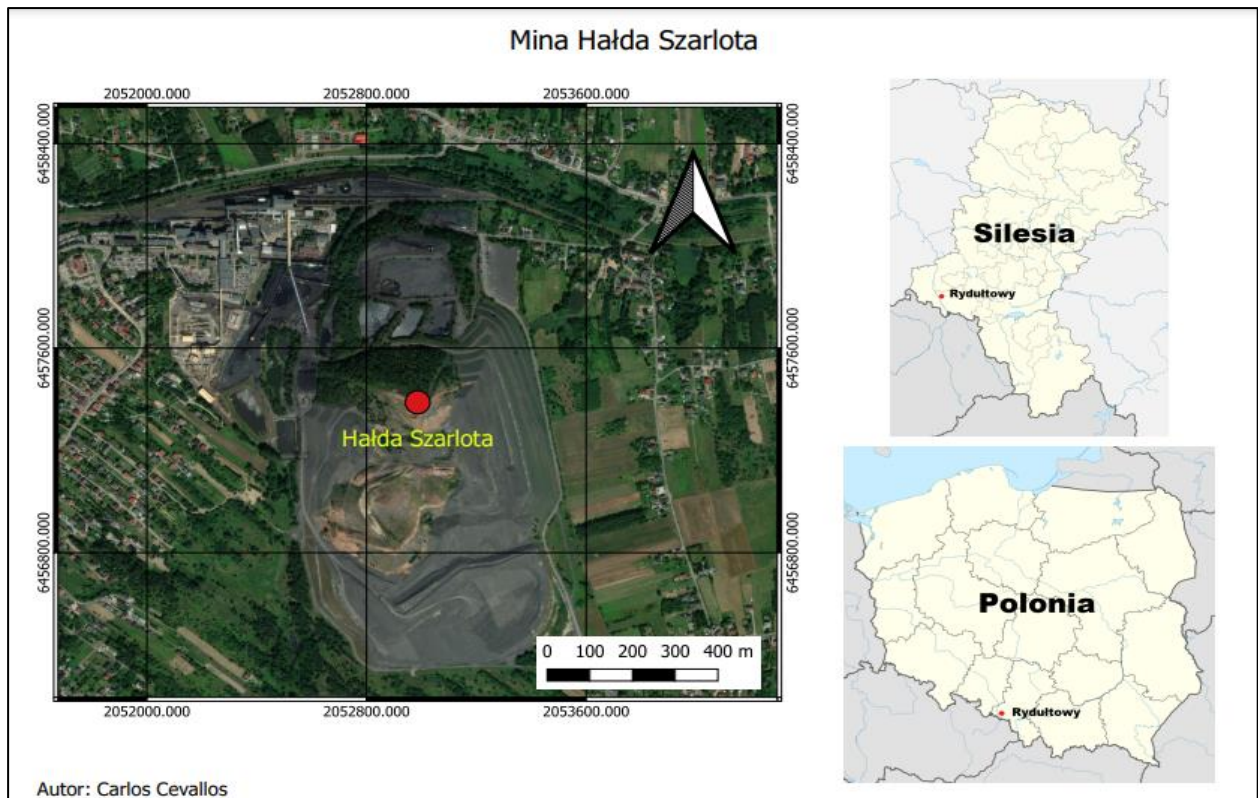 Mina Hałda Szarlota
2052000.000
2052800.000
2053600.000
6458400.000
6458400.000
6457600.000
6457600.000
Hałda Szarlota
6456800.000
6456800.000
0 100 200 300 400 m
2052000.000
2052800.000
2053600.000
Silesia
Rydułtowy
Polonia
Rydułtowy
Autor: Carlos Cevallos